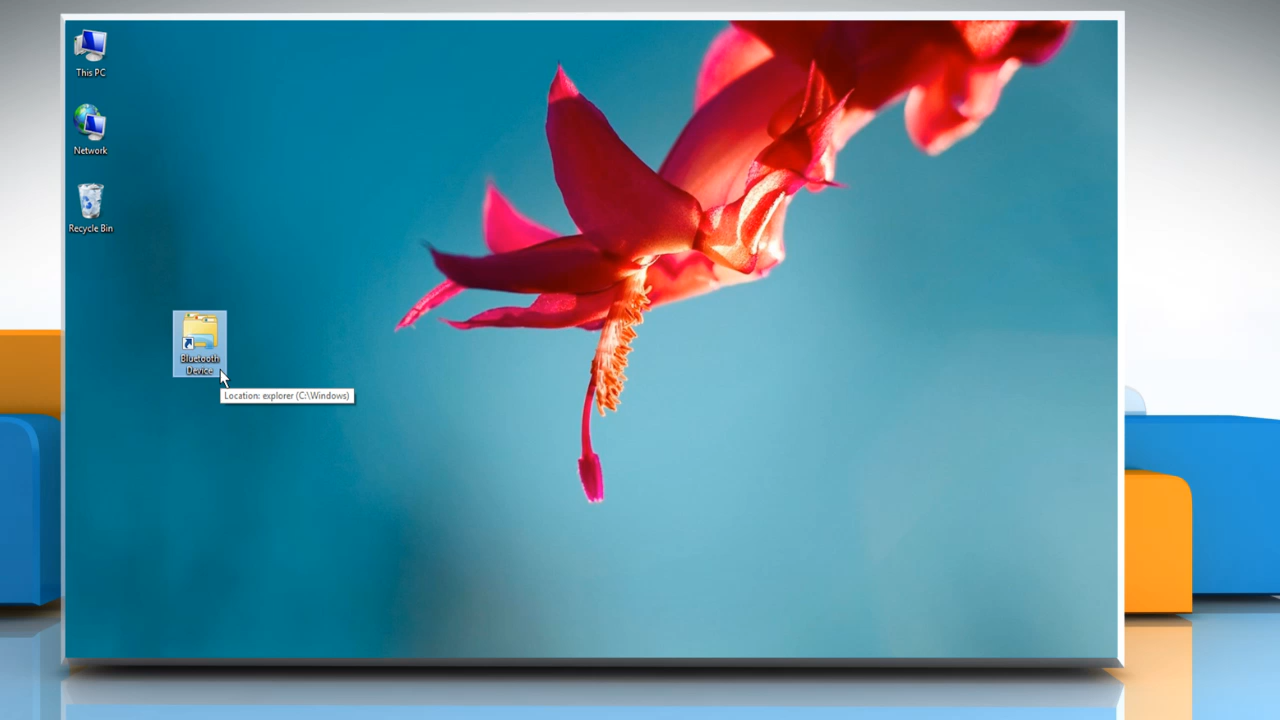 This PC
Network
Recycle Bin
Bluetooth
Device
Location: explorer (C:\Windows)